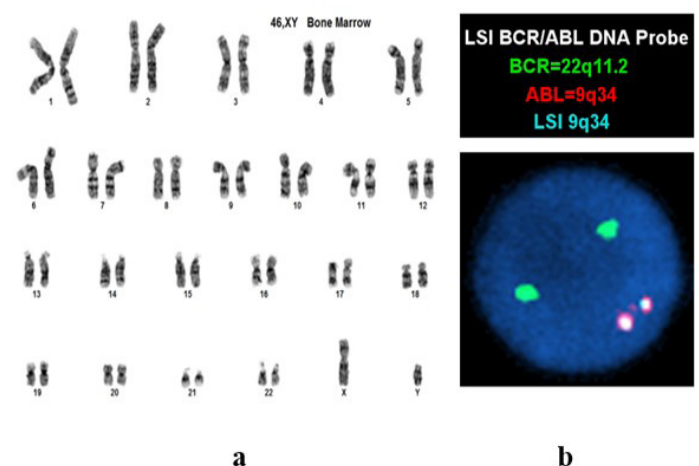 46,XY Bone Marrow
1 2 3 4 5
6 7 8 9 10 11 12
13 14 15 16 17 18
19 20 21 22 X Y
a
LSI BCR/ABL DNA Probe
BCR=22q11.2
ABL=9q34
LSI 9q34
b